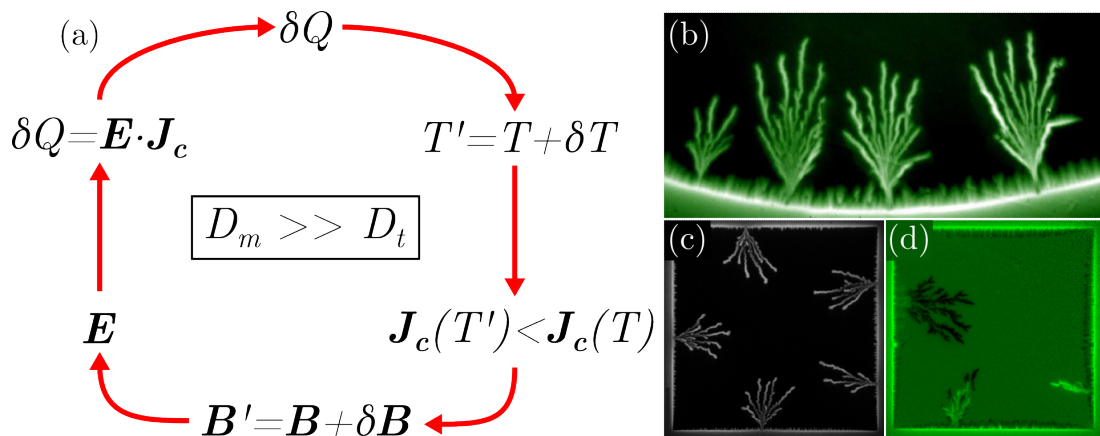 (a)
δQ
δQ=E·J_c
T'=T+δT
D_m >> D_t
E
J_c(T')<J_c(T)
B'=B+δB
(b)
(c)
(d)